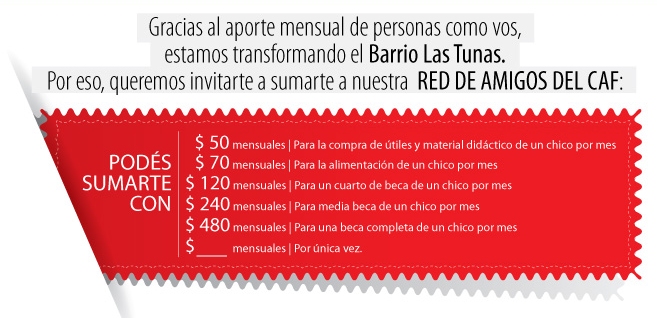 Gracias al aporte mensual de personas como vos,
estamos transformando el Barrio Las Tunas.
Por eso, queremos invitarte a sumarte a nuestra RED DE AMIGOS DEL CAF:
PODÉS
SUMARTE
CON
$ 50 mensuales | Para la compra de útiles y material didáctico de un chico por mes
$ 70 mensuales | Para la alimentación de un chico por mes
$ 120 mensuales | Para un cuarto de beca de un chico por mes
$ 240 mensuales | Para media beca de un chico por mes
$ 480 mensuales | Para una beca completa de un chico por mes
$____ mensuales | Por única vez.